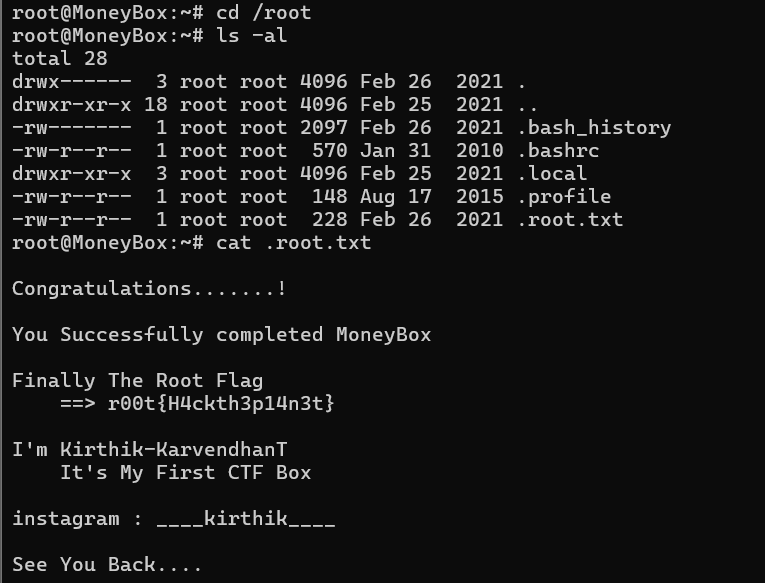 root@MoneyBox:~# cd /root
root@MoneyBox:~# ls -al
total 28
drwx------  3 root root 4096 Feb 26  2021 .
drwxr-xr-x 18 root root 4096 Feb 25  2021 ..
-rw-------  1 root root 2097 Feb 26  2021 .bash_history
-rw-r--r--  1 root root  570 Jan 31  2010 .bashrc
drwxr-xr-x  3 root root 4096 Feb 25  2021 .local
-rw-r--r--  1 root root  148 Aug 17  2015 .profile
-rw-r--r--  1 root root  228 Feb 26  2021 .root.txt
root@MoneyBox:~# cat .root.txt
Congratulations.......!
You Successfully completed MoneyBox
Finally The Root Flag
    ==> r00t{H4ckth3p14n3t}
I'm Kirthik-KarvendhanT
    It's My First CTF Box
instagram : ____kirthik____
See You Back....